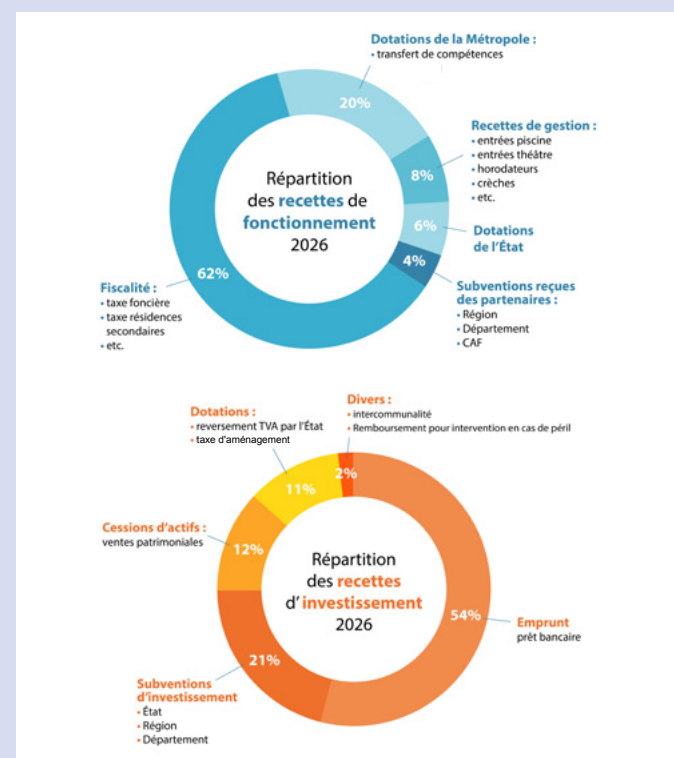 Dotations de la Métropole :
• transfert de compétences
20%
Recettes de gestion :
• entrées piscine
• entrées théâtre
• horodateurs
• crèches
• etc.
8%
Répartition
des recettes de
fonctionnement
2026
6%
Dotations
de l'État
4%
62%
Subventions reçues
des partenaires :
• Région
• Département
• CAF
Fiscalité :
• taxe foncière
• taxe résidences
secondaires
• etc.
Divers :
• intercommunalité
• Remboursement pour intervention en cas de péril
Dotations :
• reversement TVA par l'État
• taxe d'aménagement
2%
11%
Cessions d'actifs :
ventes patrimoniales
12%
Répartition
des recettes
d'investissement
2026
54%
Emprunt
prêt bancaire
21%
Subventions
d'investissement
• État
• Région
• Département